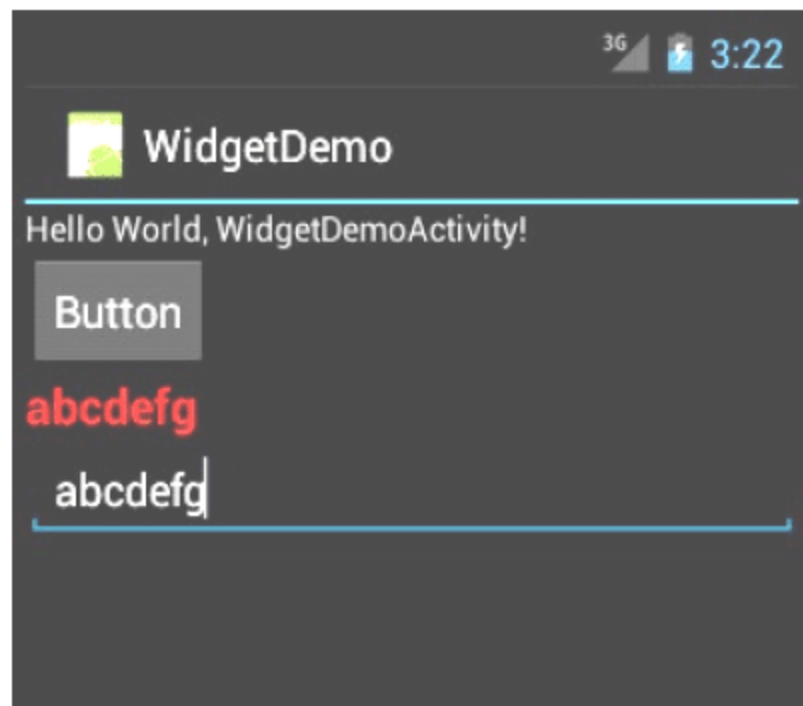 3G 3:22
WidgetDemo
Hello World, WidgetDemoActivity!
Button
abcdefg
abcdefg